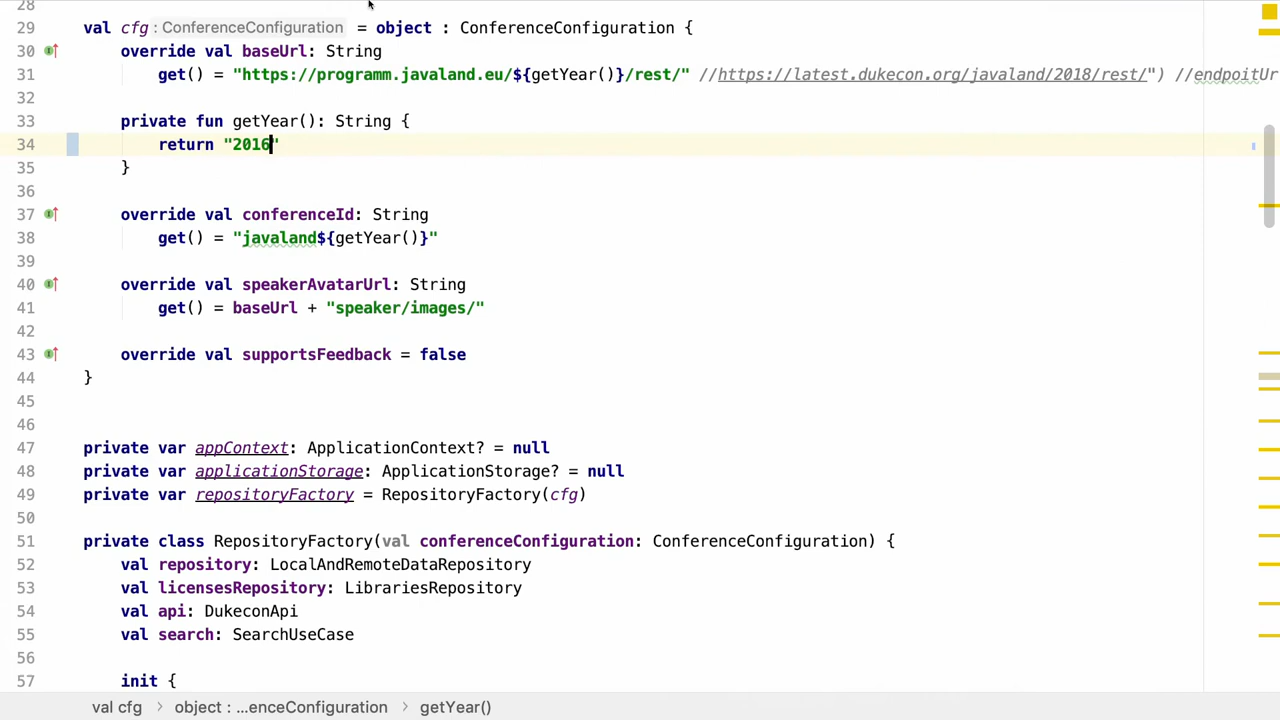 28
29 val cfg : ConferenceConfiguration = object : ConferenceConfiguration {
30 override val baseUrl: String
31 get() = "https://programm.javaland.eu/${getYear()}/rest/" //https://latest.dukecon.org/javaland/2018/rest/") //endpoitUr
32
33 private fun getYear(): String {
34 return "2016"
35 }
36
37 override val conferenceId: String
38 get() = "javaland${getYear()}"
39
40 override val speakerAvatarUrl: String
41 get() = baseUrl + "speaker/images/"
42
43 override val supportsFeedback = false
44 }
45
46
47 private var appContext: ApplicationContext? = null
48 private var applicationStorage: ApplicationStorage? = null
49 private var repositoryFactory = RepositoryFactory(cfg)
50
51 private class RepositoryFactory(val conferenceConfiguration: ConferenceConfiguration) {
52 val repository: LocalAndRemoteDataRepository
53 val licensesRepository: LibrariesRepository
54 val api: DukeconApi
55 val search: SearchUseCase
56
57 init {
val cfg > object : ...enceConfiguration > getYear()